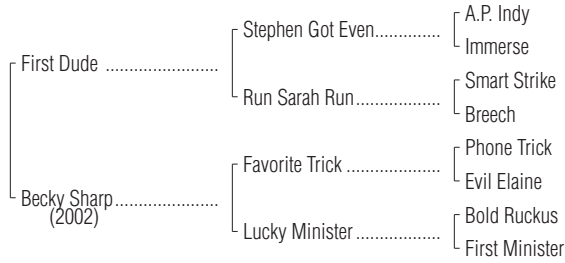 A.P. Indy
Stephen Got Even..............
Immerse
First Dude ........................
Smart Strike
Run Sarah Run..................
Breech
Phone Trick
Favorite Trick ....................
Evil Elaine
Becky Sharp......................
(2002)
Bold Ruckus
Lucky Minister ..................
First Minister